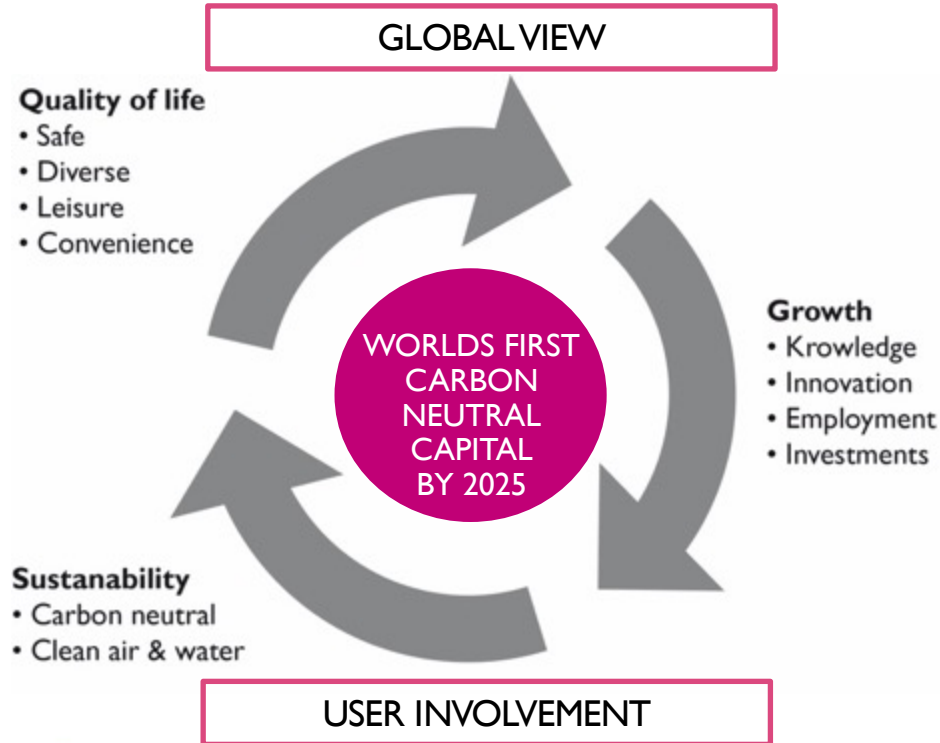 GLOBAL VIEW
Quality of life
• Safe
• Diverse
• Leisure
• Convenience
WORLDS FIRST
CARBON
NEUTRAL
CAPITAL
BY 2025
Growth
• Krowledge
• Innovation
• Employment
• Investments
Sustanability
• Carbon neutral
• Clean air & water
USER INVOLVEMENT